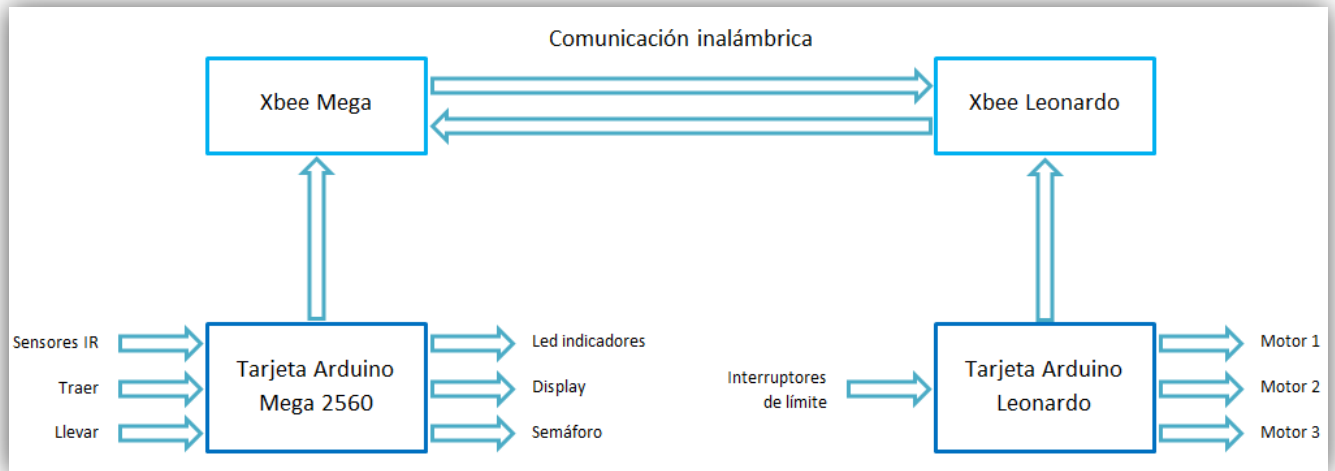 Comunicación inalámbrica
Xbee Mega
Xbee Leonardo
Sensores IR
Traer
Llevar
Tarjeta Arduino
Mega 2560
Led indicadores
Display
Semáforo
Interruptores
de límite
Tarjeta Arduino
Leonardo
Motor 1
Motor 2
Motor 3